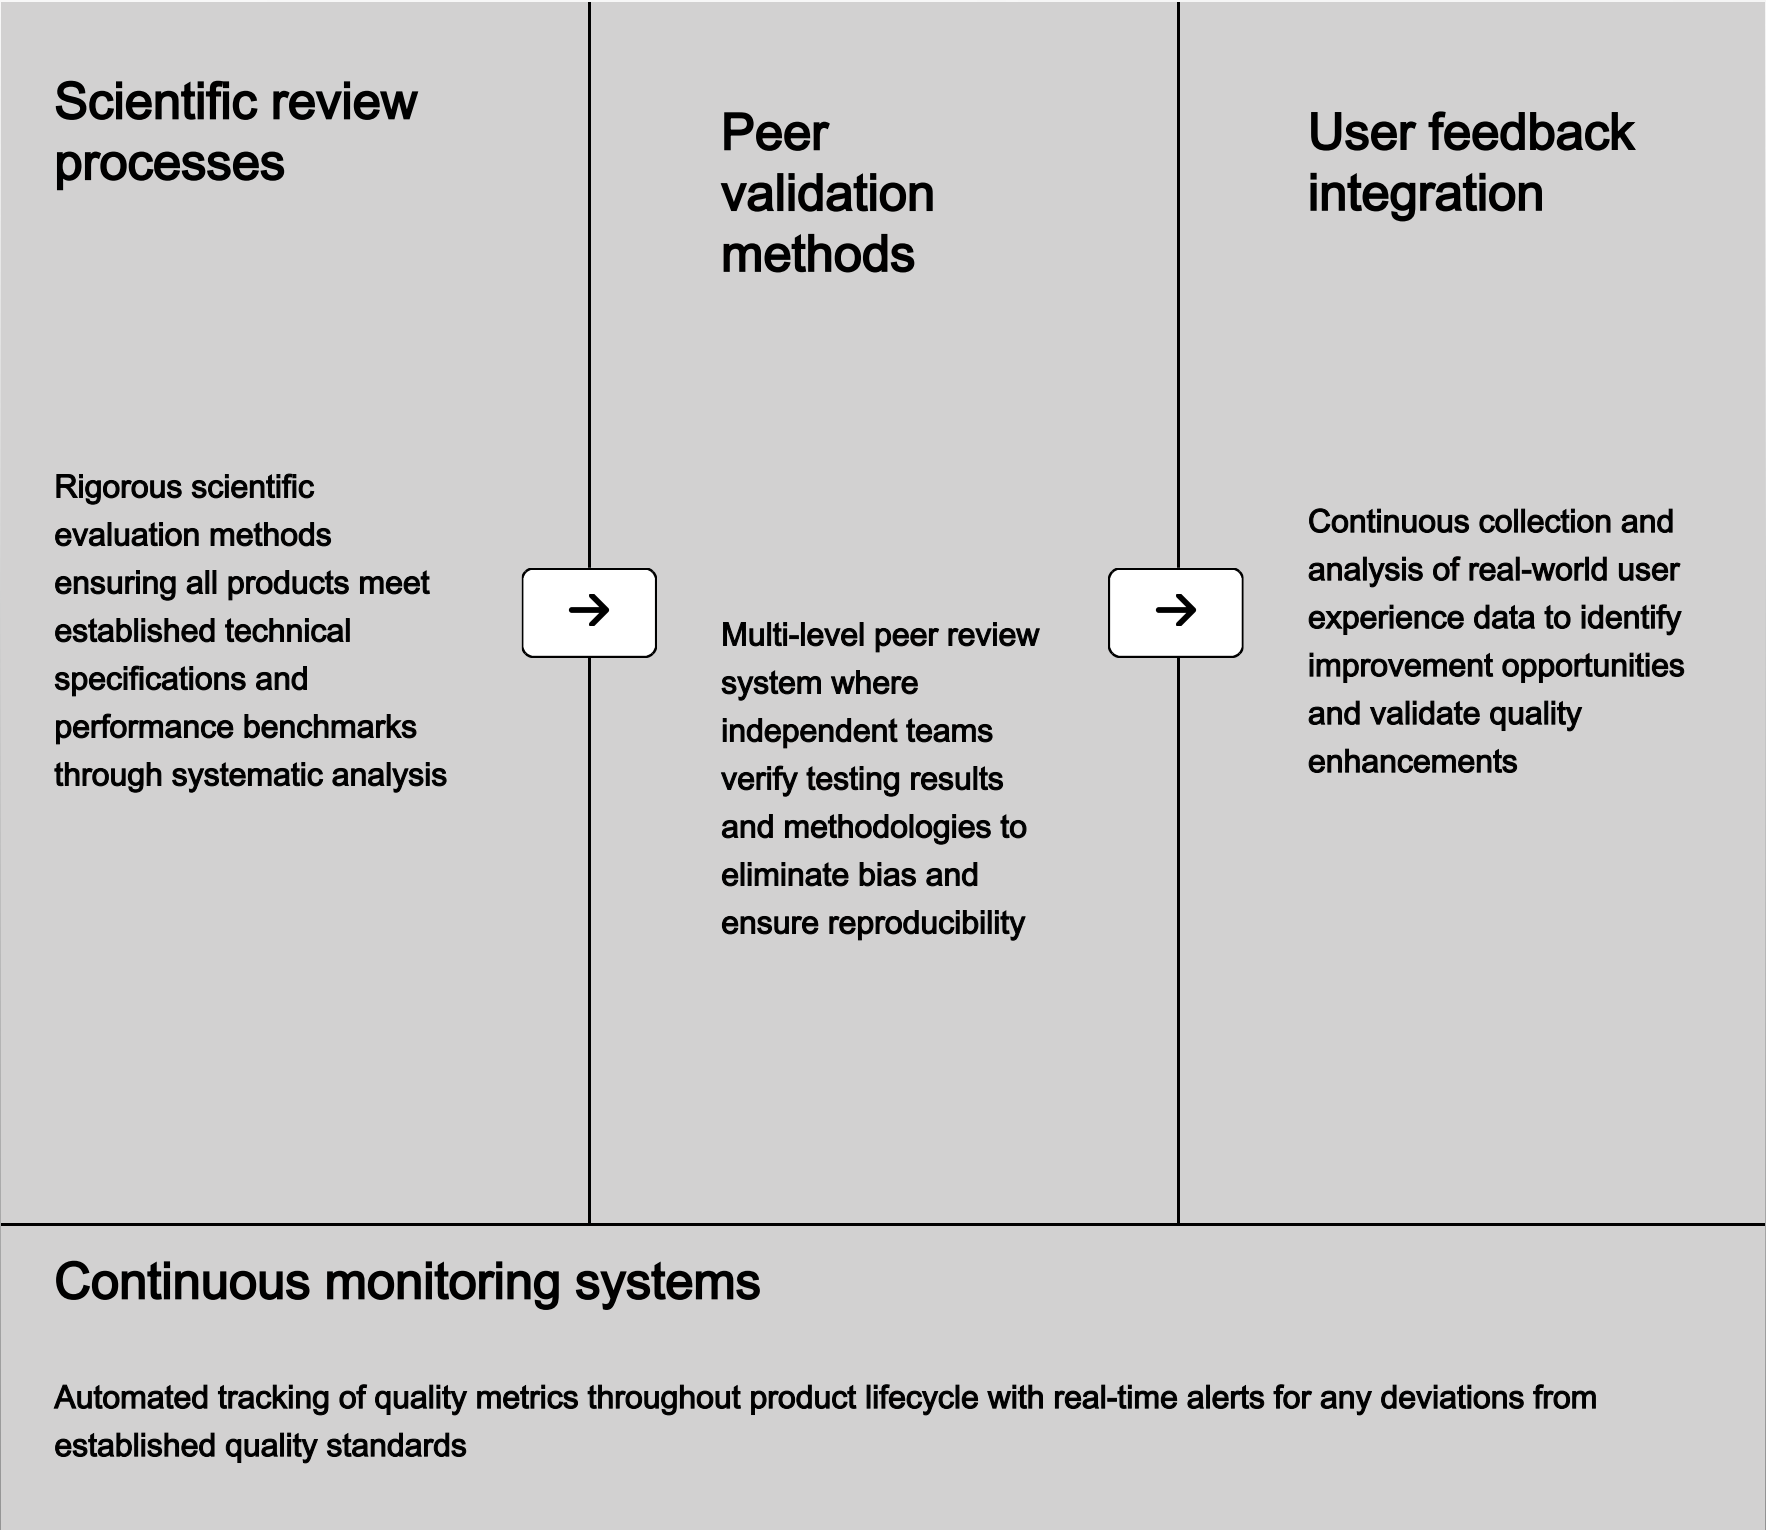 Scientific review
processes
Rigorous scientific
evaluation methods
ensuring all products meet
established technical
specifications and
performance benchmarks
through systematic analysis
Peer
validation
methods
Multi-level peer review
system where
independent teams
verify testing results
and methodologies to
eliminate bias and
ensure reproducibility
User feedback
integration
Continuous collection and
analysis of real-world user
experience data to identify
improvement opportunities
and validate quality
enhancements
Continuous monitoring systems
Automated tracking of quality metrics throughout product lifecycle with real-time alerts for any deviations from
established quality standards